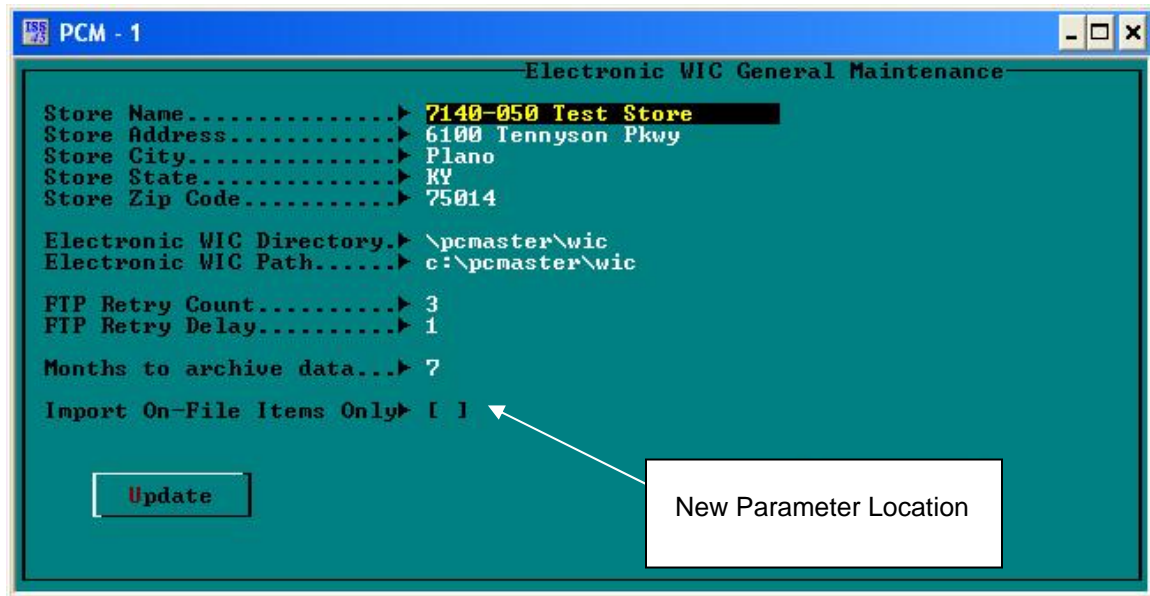 ISS 45 PCM - 1
Electronic WIC General Maintenance
Store Name...............► 7140-050 Test Store
Store Address............► 6100 Tennyson Pkwy
Store City...............► Plano
Store State..............► KY
Store Zip Code...........► 75014
Electronic WIC Directory.► \pcmaster\wic
Electronic WIC Path......► c:\pcmaster\wic
FTP Retry Count..........► 3
FTP Retry Delay..........► 1
Months to archive data...► 7
Import On-File Items Only► [ ]
Update
New Parameter Location